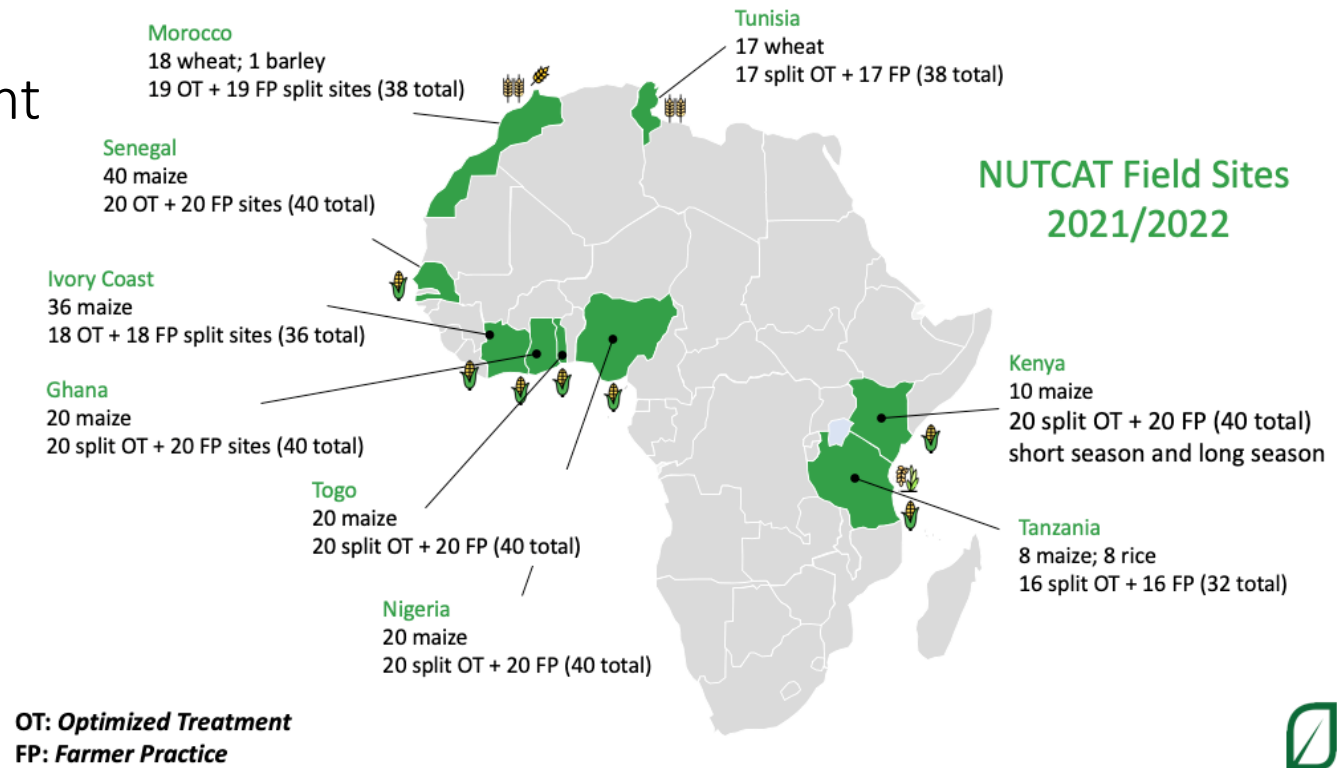 nt
Morocco
18 wheat; 1 barley
19 OT + 19 FP split sites (38 total)
Tunisia
17 wheat
17 split OT + 17 FP (38 total)
Senegal
40 maize
20 OT + 20 FP sites (40 total)
NUTCAT Field Sites
2021/2022
Ivory Coast
36 maize
18 OT + 18 FP split sites (36 total)
Ghana
20 maize
20 split OT + 20 FP sites (40 total)
Kenya
10 maize
20 split OT + 20 FP (40 total)
short season and long season
Togo
20 maize
20 split OT + 20 FP (40 total)
Tanzania
8 maize; 8 rice
16 split OT + 16 FP (32 total)
Nigeria
20 maize
20 split OT + 20 FP (40 total)
OT: Optimized Treatment
FP: Farmer Practice